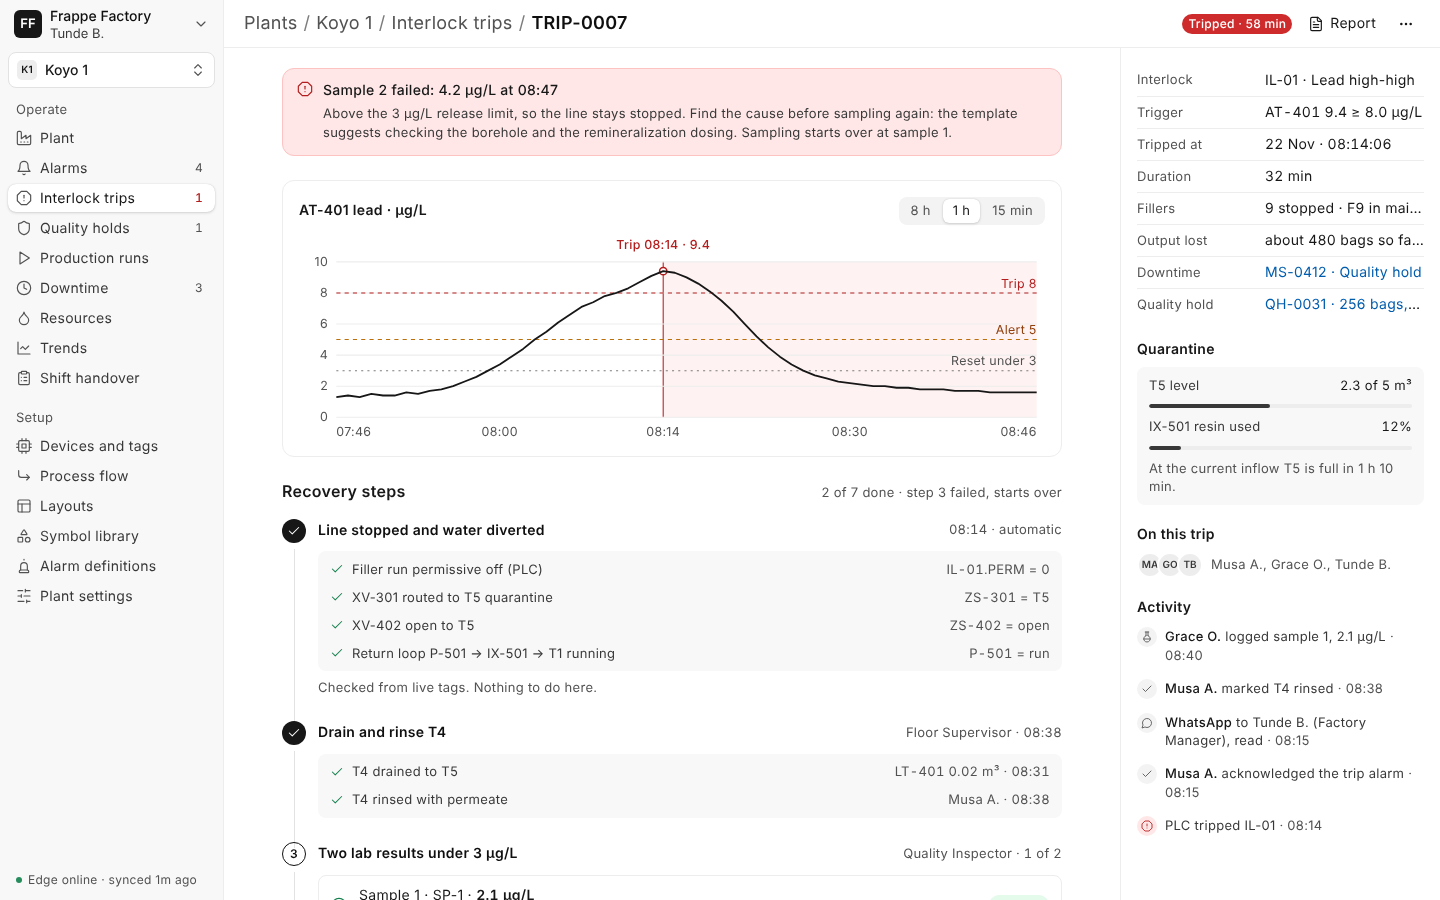 FF
Frappe Factory
Tunde B.
K1 Koyo 1
Operate
Plant
Alarms 4
Interlock trips 1
Quality holds 1
Production runs
Downtime 3
Resources
Trends
Shift handover
Setup
Devices and tags
Process flow
Layouts
Symbol library
Alarm definitions
Plant settings
Edge online · synced 1m ago
Plants / Koyo 1 / Interlock trips / TRIP-0007
Tripped · 58 min
Report
Sample 2 failed: 4.2 µg/L at 08:47
Above the 3 µg/L release limit, so the line stays stopped. Find the cause before sampling again: the template
suggests checking the borehole and the remineralization dosing. Sampling starts over at sample 1.
AT-401 lead · µg/L
8 h 1 h 15 min
Trip 08:14 · 9.4
10
8
6
4
2
0
Trip 8
Alert 5
Reset under 3
07:46 08:00 08:14 08:30 08:46
Recovery steps
2 of 7 done · step 3 failed, starts over
Line stopped and water diverted
08:14 · automatic
Filler run permissive off (PLC) IL-01.PERM = 0
XV-301 routed to T5 quarantine ZS-301 = T5
XV-402 open to T5 ZS-402 = open
Return loop P-501 → IX-501 → T1 running P-501 = run
Checked from live tags. Nothing to do here.
Drain and rinse T4
Floor Supervisor · 08:38
T4 drained to T5 LT-401 0.02 m³ · 08:31
T4 rinsed with permeate Musa A. · 08:38
3 Two lab results under 3 µg/L
Quality Inspector · 1 of 2
Sample 1 · SP-1 · 2.1 µg/L
Interlock IL-01 · Lead high-high
Trigger AT-401 9.4 ≥ 8.0 µg/L
Tripped at 22 Nov · 08:14:06
Duration 32 min
Fillers 9 stopped · F9 in mai...
Output lost about 480 bags so fa...
Downtime MS-0412 · Quality hold
Quality hold QH-0031 · 256 bags,...
Quarantine
T5 level 2.3 of 5 m³
IX-501 resin used 12%
At the current inflow T5 is full in 1 h 10
min.
On this trip
MA GO TB Musa A., Grace O., Tunde B.
Activity
Grace O. logged sample 1, 2.1 µg/L ·
08:40
Musa A. marked T4 rinsed · 08:38
WhatsApp to Tunde B. (Factory
Manager), read · 08:15
Musa A. acknowledged the trip alarm ·
08:15
PLC tripped IL-01 · 08:14